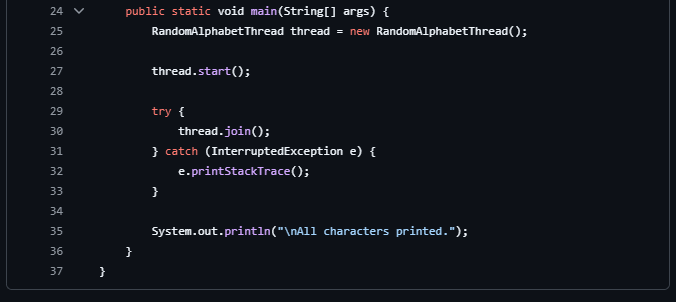 24 public static void main(String[] args) {
25 RandomAlphabetThread thread = new RandomAlphabetThread();
26
27 thread.start();
28
29 try {
30 thread.join();
31 } catch (InterruptedException e) {
32 e.printStackTrace();
33 }
34
35 System.out.println("\nAll characters printed.");
36 }
37 }